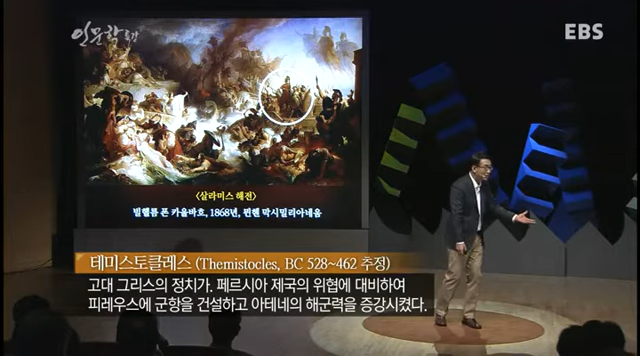 인문학 특강
EBS
<살라미스 해전>
빌헬름 폰 카울바흐, 1868년, 뮌헨 막시밀리아네움
테미스토클레스 (Themistocles, BC 528~462 추정)
고대 그리스의 정치가. 페르시아 제국의 위협에 대비하여
피레우스에 군항을 건설하고 아테네의 해군력을 증강시켰다.